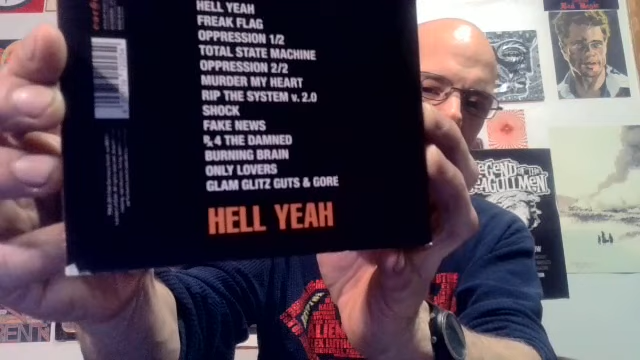 HELL YEAH
FREAK FLAG
OPPRESSION 1/2
TOTAL STATE MACHINE
OPPRESSION 2/2
MURDER MY HEART
RIP THE SYSTEM v. 2.0
SHOCK
FAKE NEWS
℞ 4 THE DAMNED
BURNING BRAIN
ONLY LOVERS
GLAM GLITZ GUTS & GORE
HELL YEAH
LEGEND OF THE
SEAGULLMEN
ALIEN